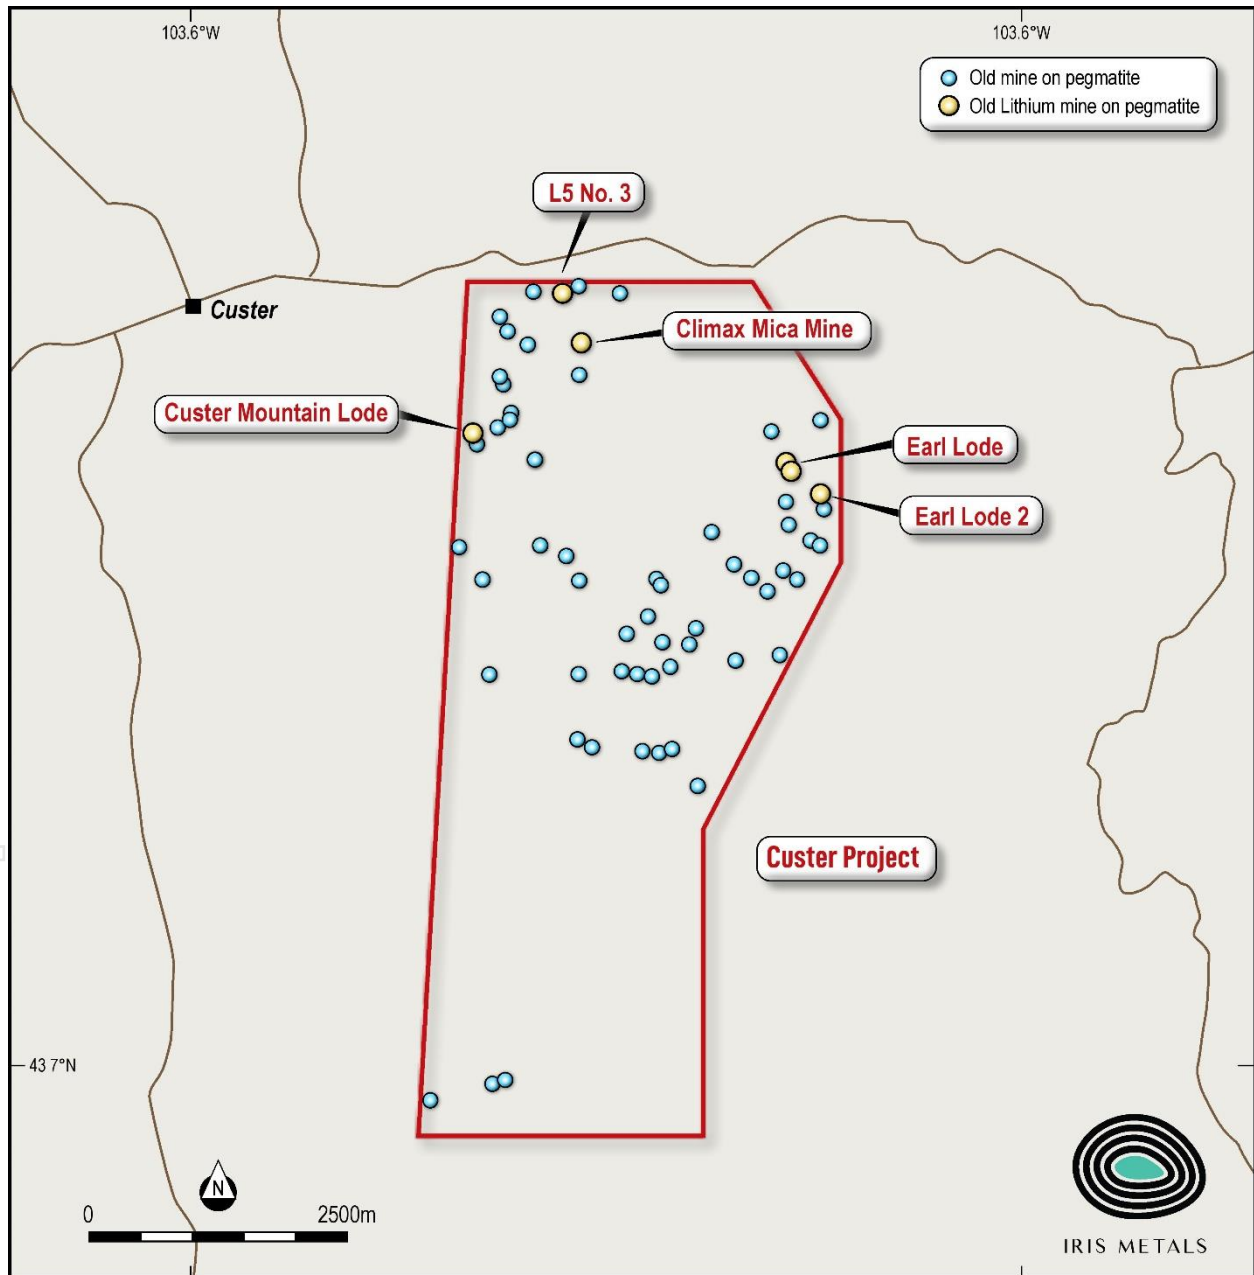 103.6°W
103.6°W
Old mine on pegmatite
Old Lithium mine on pegmatite
L5 No. 3
Custer
Climax Mica Mine
Custer Mountain Lode
Earl Lode
Earl Lode 2
Custer Project
43 7°N
N
0 2500m
IRIS METALS